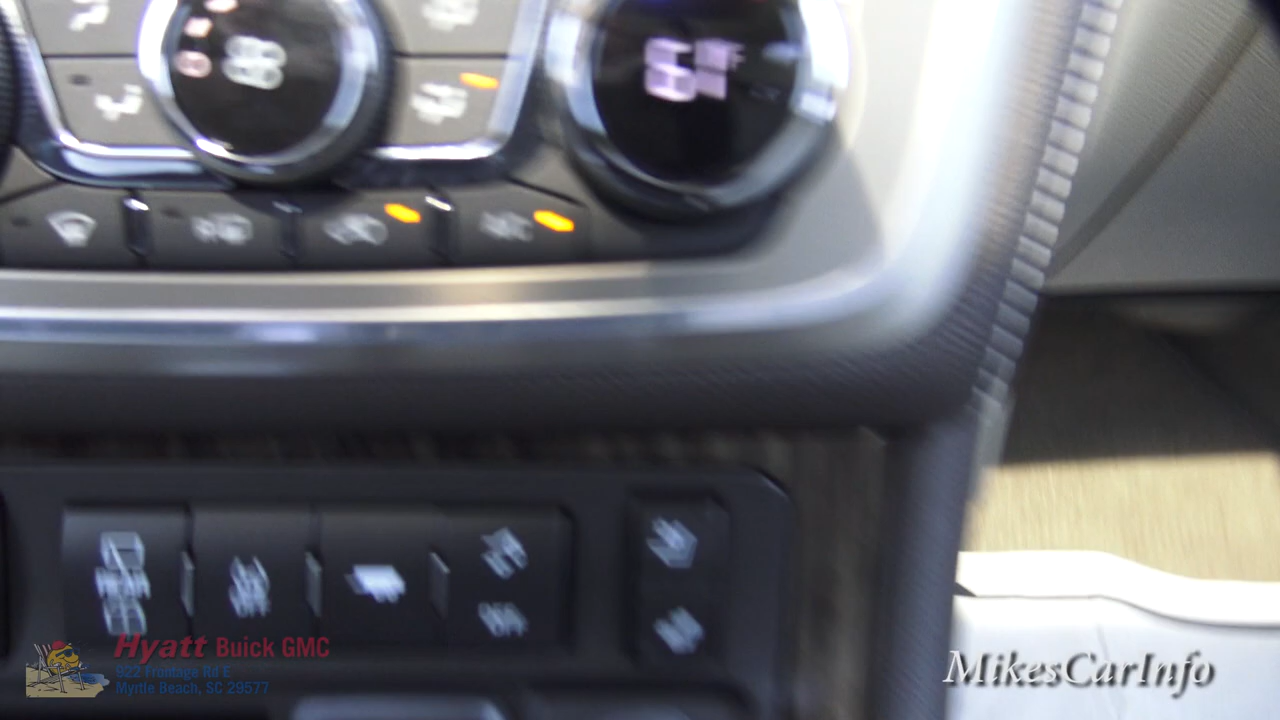 Hyatt Buick GMC
922 Frontage Rd E
Myrtle Beach, SC 29577
MikesCarInfo